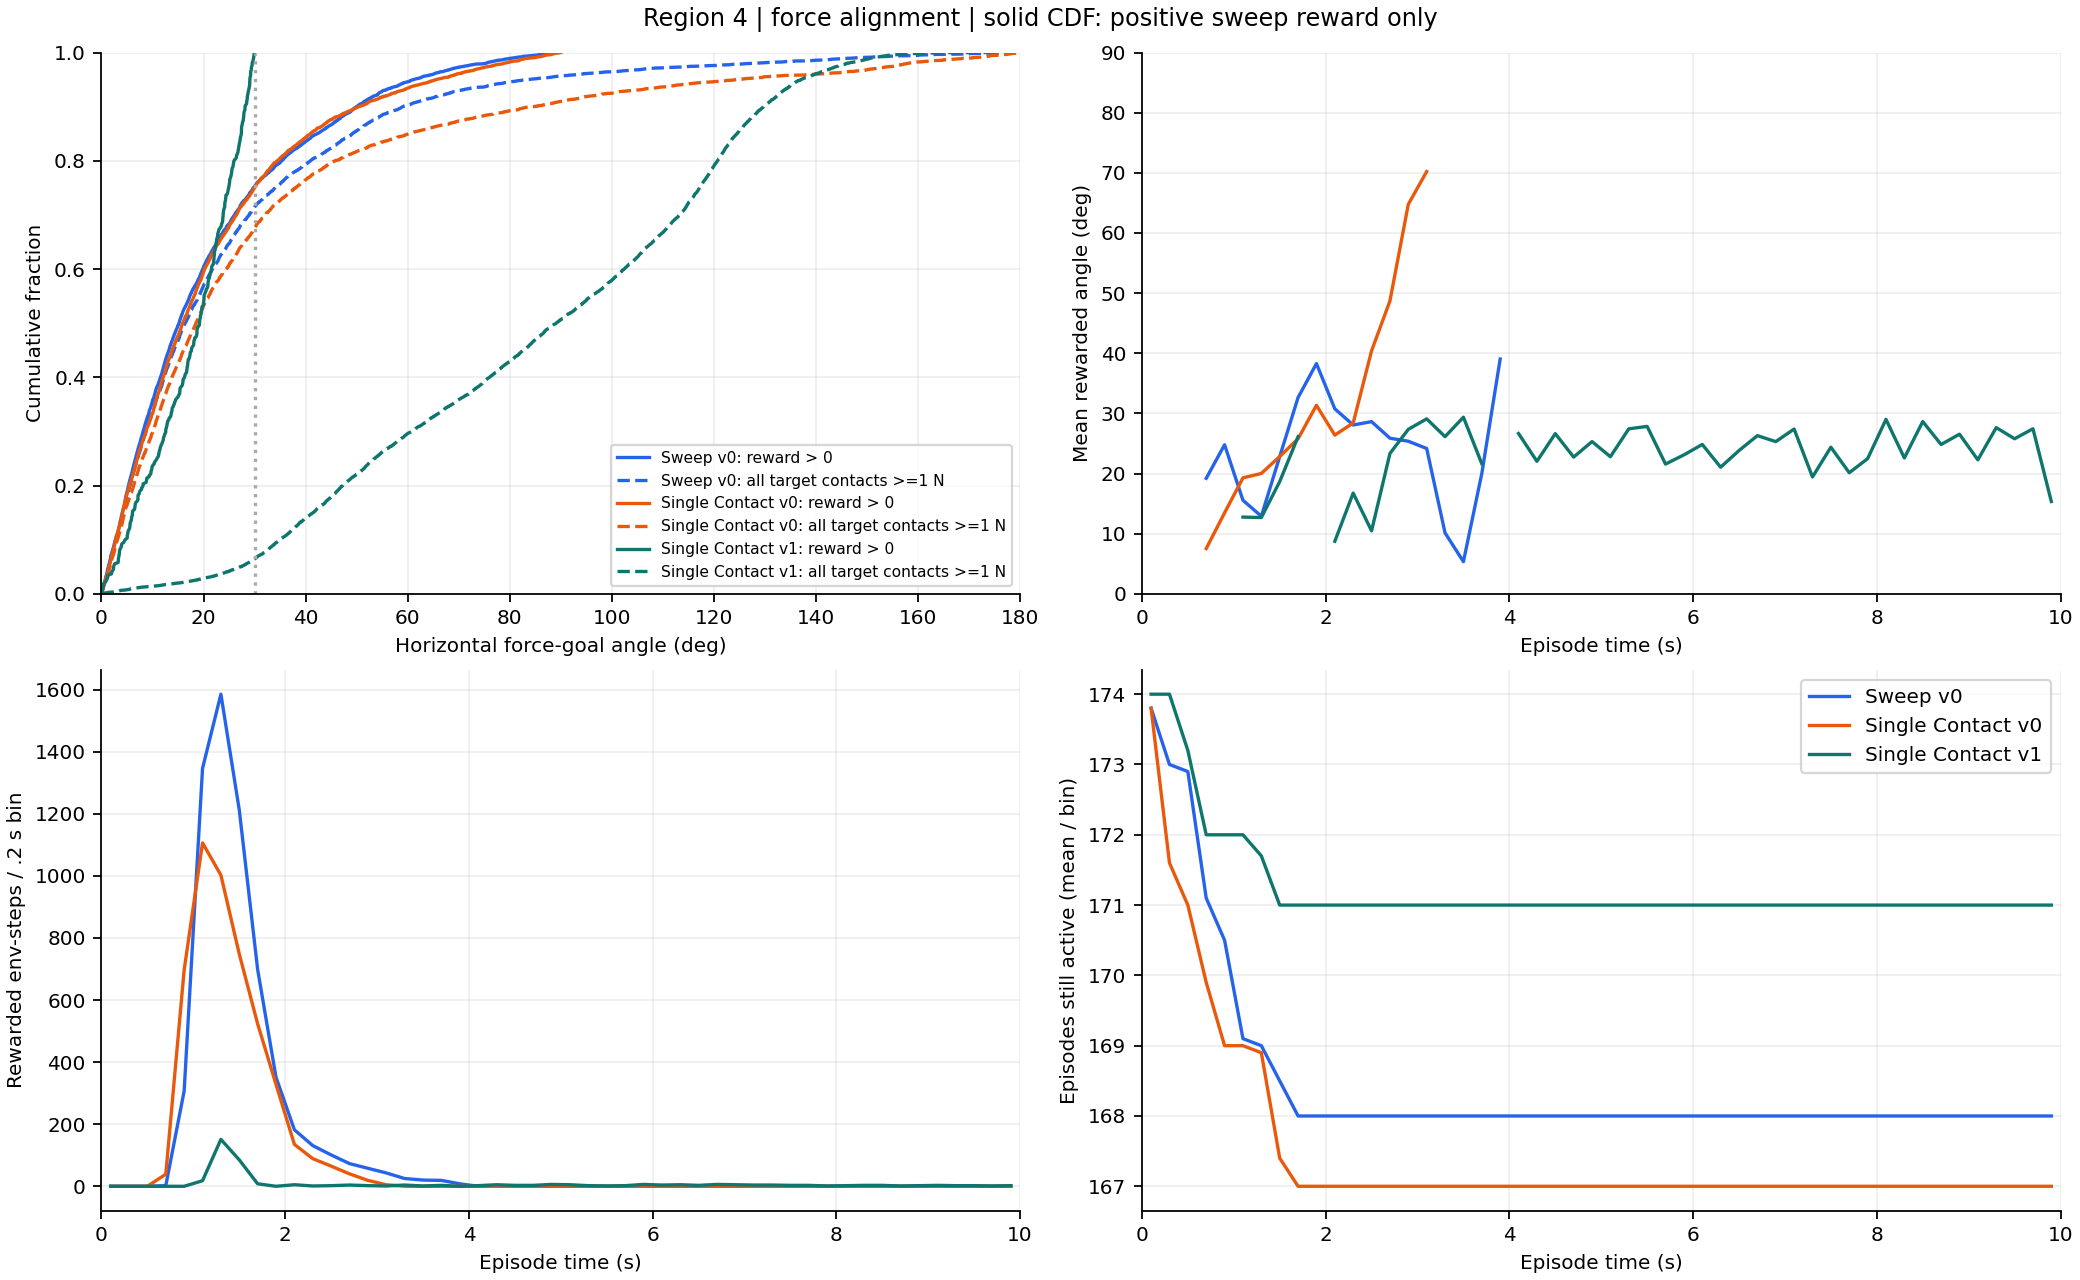 Region 4 | force alignment | solid CDF: positive sweep reward only
1.0
0.8
0.6
0.4
0.2
0.0
Cumulative fraction
0 20 40 60 80 100 120 140 160 180
Horizontal force-goal angle (deg)
Sweep v0: reward > 0
Sweep v0: all target contacts >=1 N
Single Contact v0: reward > 0
Single Contact v0: all target contacts >=1 N
Single Contact v1: reward > 0
Single Contact v1: all target contacts >=1 N
90
80
70
60
50
40
30
20
10
0
Mean rewarded angle (deg)
0 2 4 6 8 10
Episode time (s)
1600
1400
1200
1000
800
600
400
200
0
Rewarded env-steps / .2 s bin
0 2 4 6 8 10
Episode time (s)
174
173
172
171
170
169
168
167
Episodes still active (mean / bin)
0 2 4 6 8 10
Episode time (s)
Sweep v0
Single Contact v0
Single Contact v1